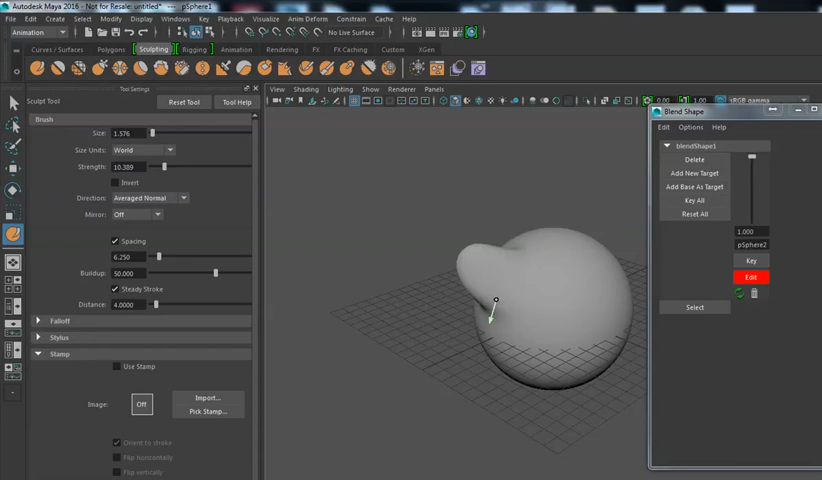 Autodesk Maya 2016 - Not for Resale: untitled*   pSphere1
File Edit Create Select Modify Display Windows Key Playback Visualize Anim Deform Constrain Cache Help
Animation No Live Surface
Curves / Surfaces Polygons Sculpting Rigging Animation Rendering FX FX Caching Custom XGen
Tool Settings
Sculpt Tool Reset Tool Tool Help
Brush
Size: 1.576
Size Units: World
Strength: 10.389
Invert
Direction: Averaged Normal
Mirror: Off
Spacing
6.250
Buildup: 50.000
Steady Stroke
Distance: 4.0000
Falloff
Stylus
Stamp
Use Stamp
Image: Off Import...
Pick Stamp...
Orient to stroke
Flip horizontally
Flip vertically
View Shading Lighting Show Renderer Panels
0.00 1.00 sRGB gamma
Blend Shape
Edit Options Help
blendShape1
Delete
Add New Target
Add Base As Target
Key All
Reset All
1.000
pSphere2
Key
Edit
Select